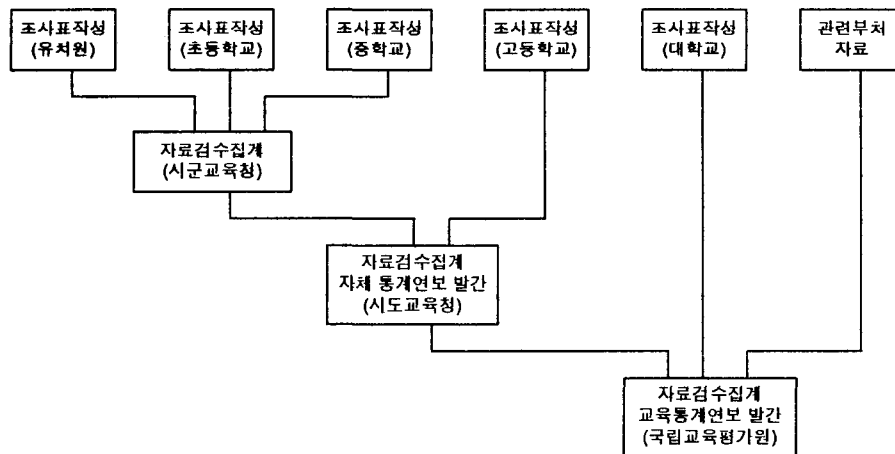 조사표작성
(유치원)
조사표작성
(초등학교)
조사표작성
(중학교)
조사표작성
(고등학교)
조사표작성
(대학교)
관련부처
자료
자료검수집계
(시군교육청)
자료검수집계
자체 통계연보 발간
(시도교육청)
자료검수집계
교육통계연보 발간
(국립교육평가원)